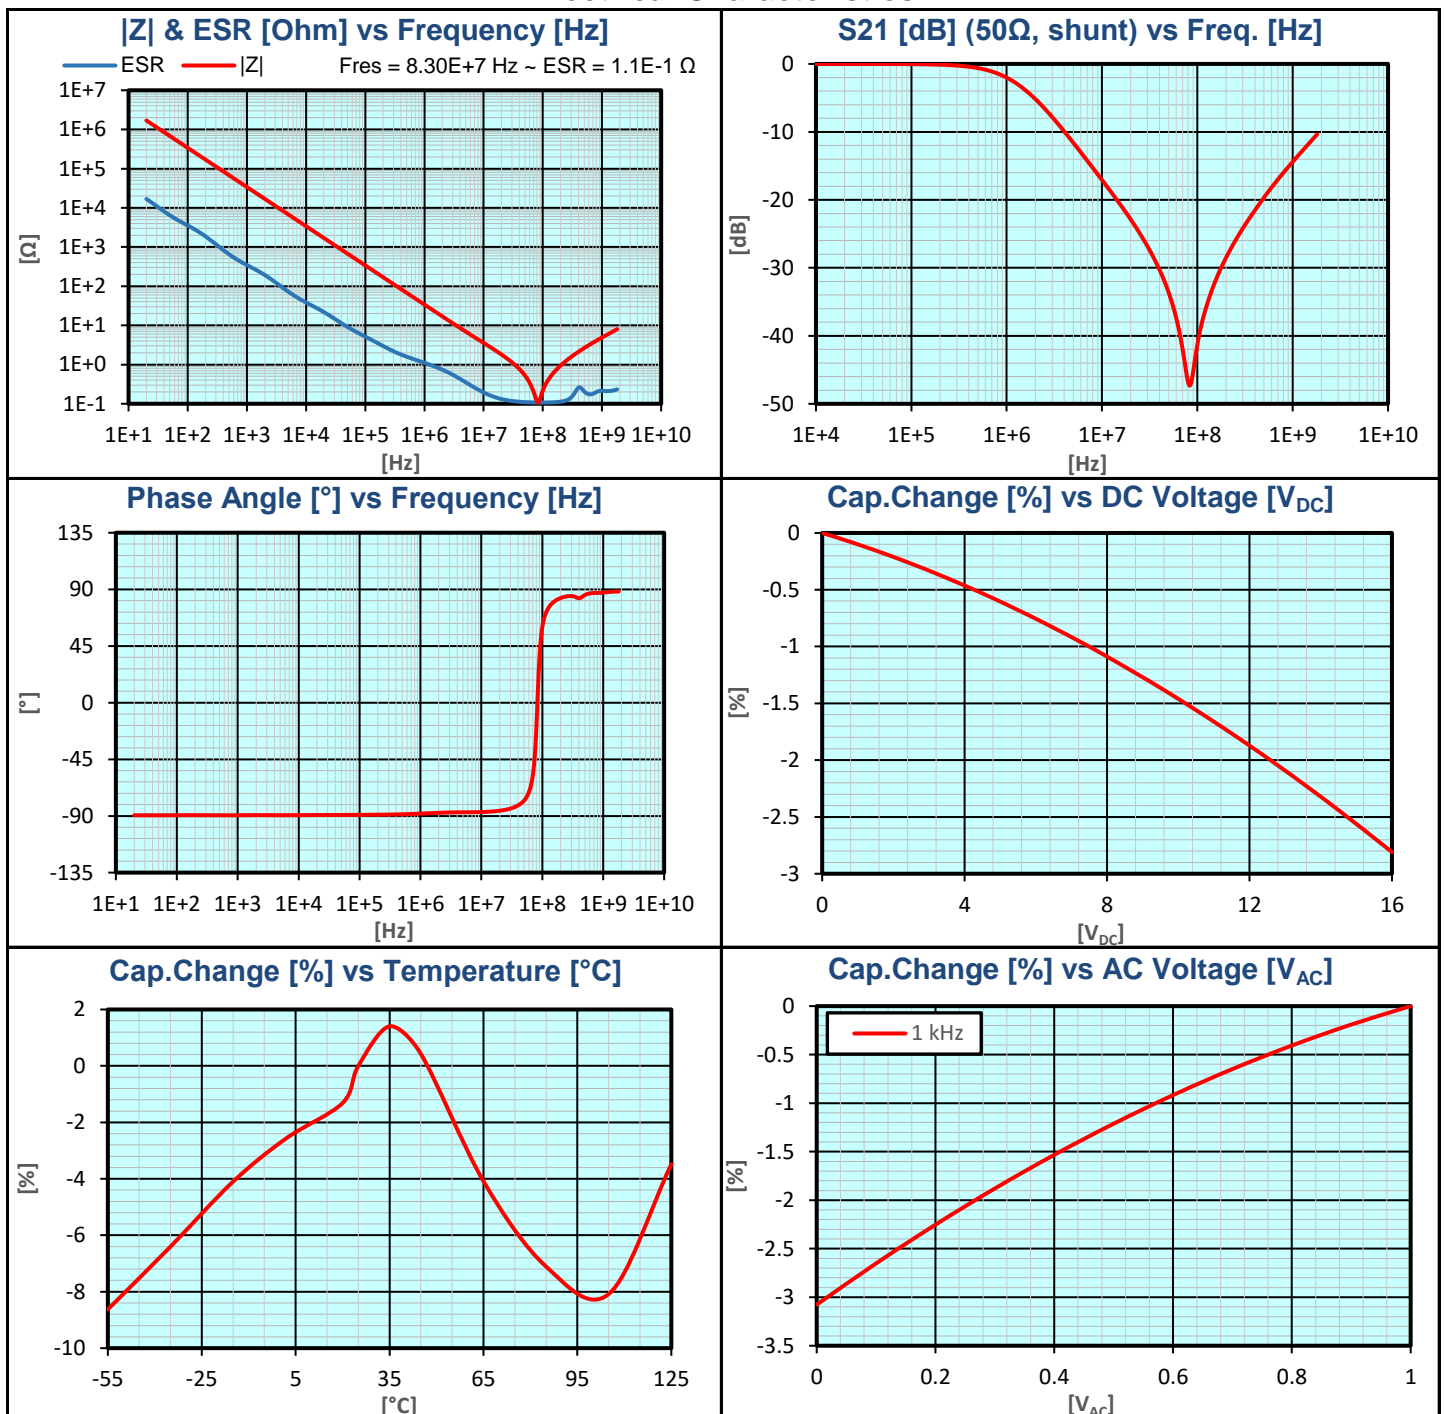 |Z| & ESR [Ohm] vs Frequency [Hz]
ESR |Z| Fres = 8.30E+7 Hz ~ ESR = 1.1E-1 Ω
1E+7
1E+6
1E+5
1E+4
1E+3
1E+2
1E+1
1E+0
1E-1
[Ω]
1E+1 1E+2 1E+3 1E+4 1E+5 1E+6 1E+7 1E+8 1E+9 1E+10
[Hz]
S21 [dB] (50Ω, shunt) vs Freq. [Hz]
0
-10
-20
-30
-40
-50
[dB]
1E+4 1E+5 1E+6 1E+7 1E+8 1E+9 1E+10
[Hz]
Phase Angle [°] vs Frequency [Hz]
135
90
45
0
-45
-90
-135
[°]
1E+1 1E+2 1E+3 1E+4 1E+5 1E+6 1E+7 1E+8 1E+9 1E+10
[Hz]
Cap.Change [%] vs DC Voltage [VDC]
0
-0.5
-1
-1.5
-2
-2.5
-3
[%]
0 4 8 12 16
[VDC]
Cap.Change [%] vs Temperature [°C]
2
0
-2
-4
-6
-8
-10
[%]
-55 -25 5 35 65 95 125
[°C]
Cap.Change [%] vs AC Voltage [VAC]
1 kHz
0
-0.5
-1
-1.5
-2
-2.5
-3
-3.5
[%]
0 0.2 0.4 0.6 0.8 1
[VAC]